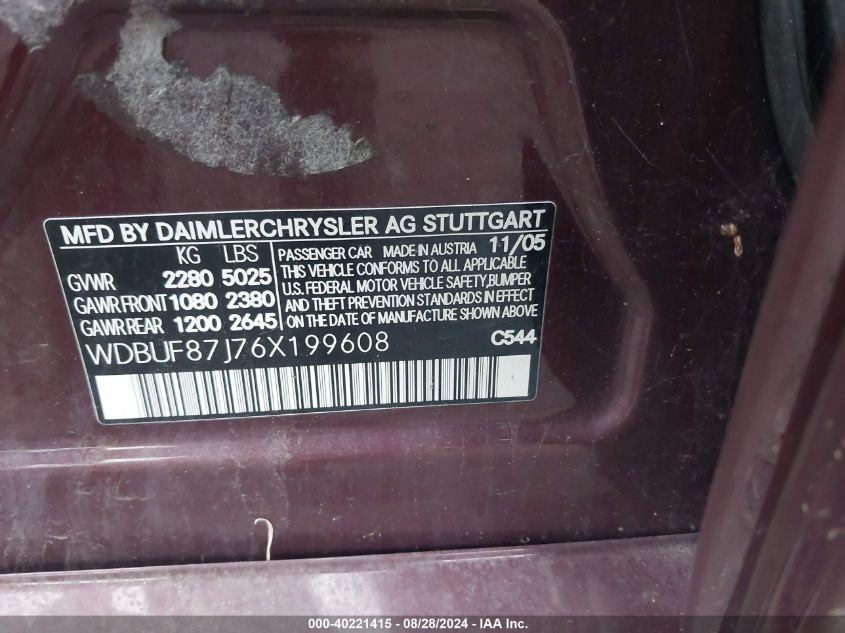 MFD BY DAIMLERCHRYSLER AG STUTTGART
KG LBS
GVWR 2280 5025
GAWR FRONT 1080 2380
GAWR REAR 1200 2645
PASSENGER CAR MADE IN AUSTRIA 11/05
THIS VEHICLE CONFORMS TO ALL APPLICABLE
U.S. FEDERAL MOTOR VEHICLE SAFETY, BUMPER
AND THEFT PREVENTION STANDARDS IN EFFECT
ON THE DATE OF MANUFACTURE SHOWN ABOVE
WDBUF87J76X199608 C544
000-40221415 - 08/28/2024 - IAA Inc.